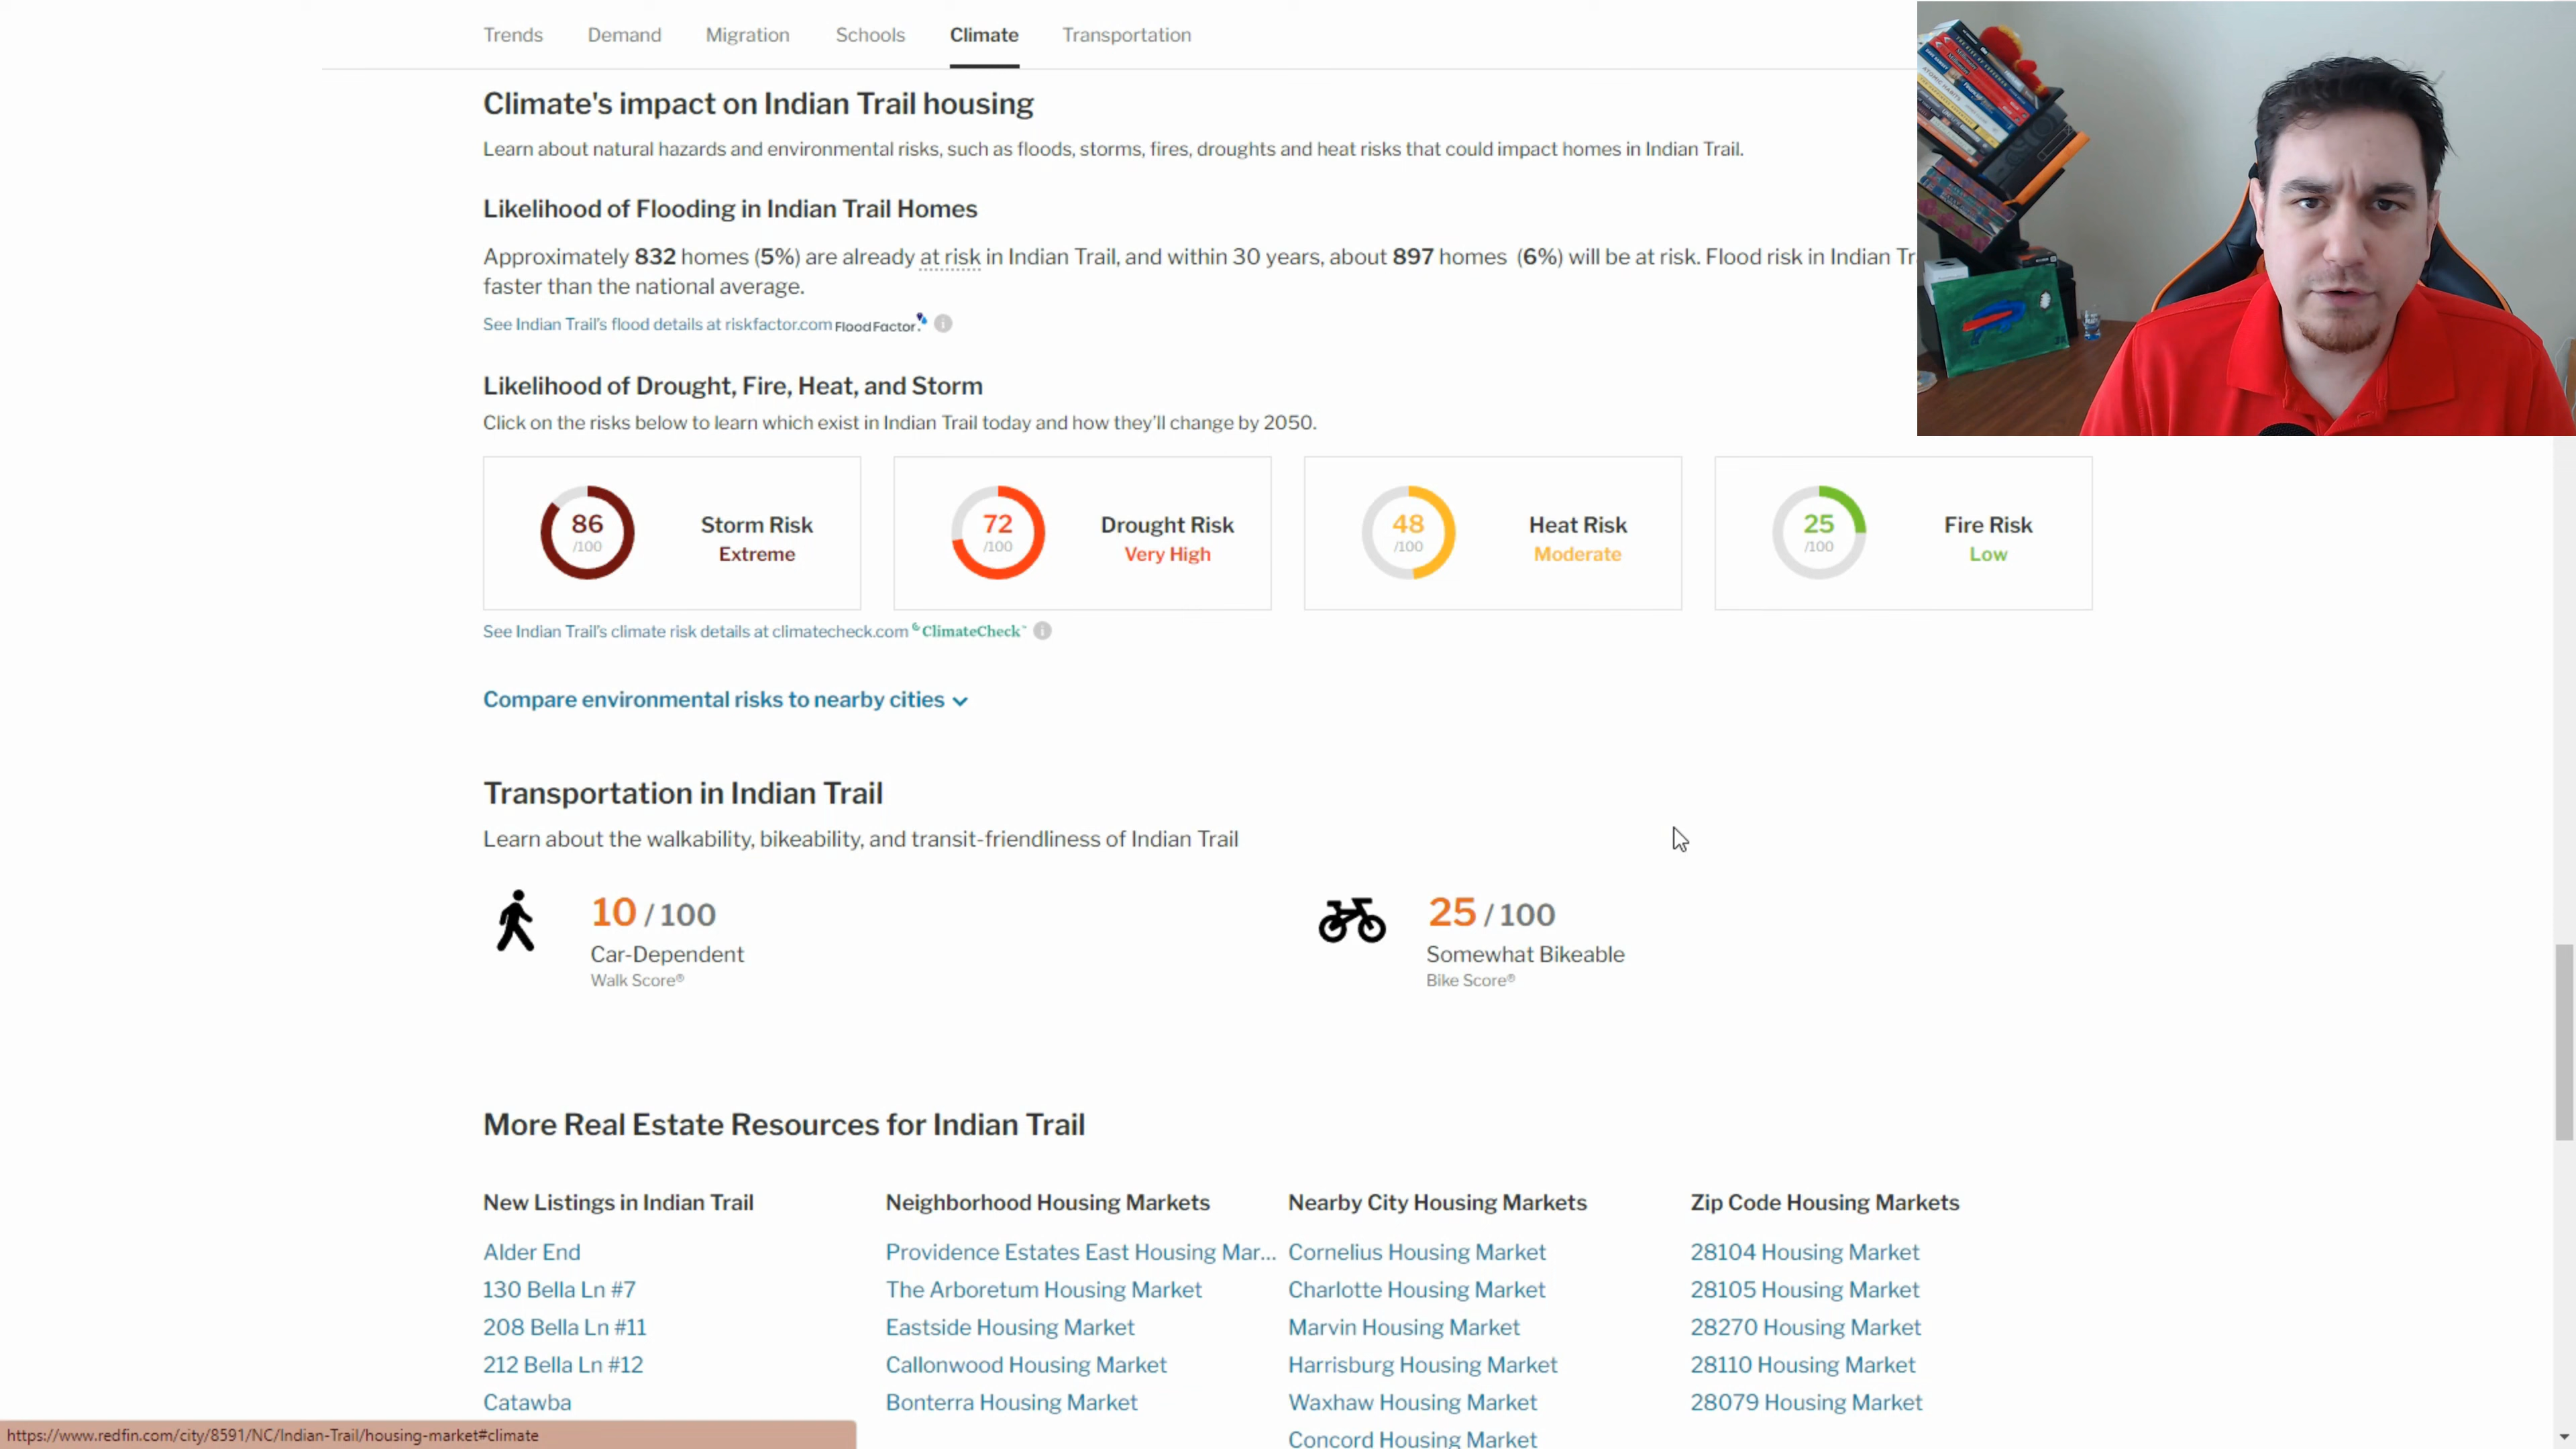 Trends Demand Migration Schools Climate Transportation
Climate's impact on Indian Trail housing
Learn about natural hazards and environmental risks, such as floods, storms, fires, droughts and heat risks that could impact homes in Indian Trail.
Likelihood of Flooding in Indian Trail Homes
Approximately 832 homes (5%) are already at risk in Indian Trail, and within 30 years, about 897 homes (6%) will be at risk. Flood risk in Indian Tr
faster than the national average.
See Indian Trail's flood details at riskfactor.com Flood Factor. i
Likelihood of Drought, Fire, Heat, and Storm
Click on the risks below to learn which exist in Indian Trail today and how they'll change by 2050.
86 /100 Storm Risk Extreme
72 /100 Drought Risk Very High
48 /100 Heat Risk Moderate
25 /100 Fire Risk Low
See Indian Trail's climate risk details at climatecheck.com ClimateCheck™ i
Compare environmental risks to nearby cities
Transportation in Indian Trail
Learn about the walkability, bikeability, and transit-friendliness of Indian Trail
10 / 100
Car-Dependent
Walk Score®
25 / 100
Somewhat Bikeable
Bike Score®
More Real Estate Resources for Indian Trail
New Listings in Indian Trail
Alder End
130 Bella Ln #7
208 Bella Ln #11
212 Bella Ln #12
Catawba
Neighborhood Housing Markets
Providence Estates East Housing Mar...
The Arboretum Housing Market
Eastside Housing Market
Callonwood Housing Market
Bonterra Housing Market
Nearby City Housing Markets
Cornelius Housing Market
Charlotte Housing Market
Marvin Housing Market
Harrisburg Housing Market
Waxhaw Housing Market
Concord Housing Market
Zip Code Housing Markets
28104 Housing Market
28105 Housing Market
28270 Housing Market
28110 Housing Market
28079 Housing Market
https://www.redfin.com/city/8591/NC/Indian-Trail/housing-market#climate